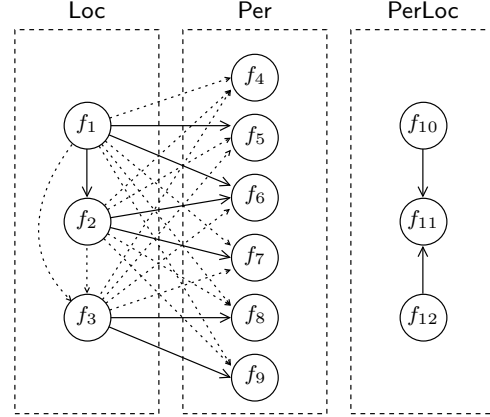 Loc Per PerLoc
f4
f1 f5 f10
f6
f2 f11
f7
f3 f8 f12
f9